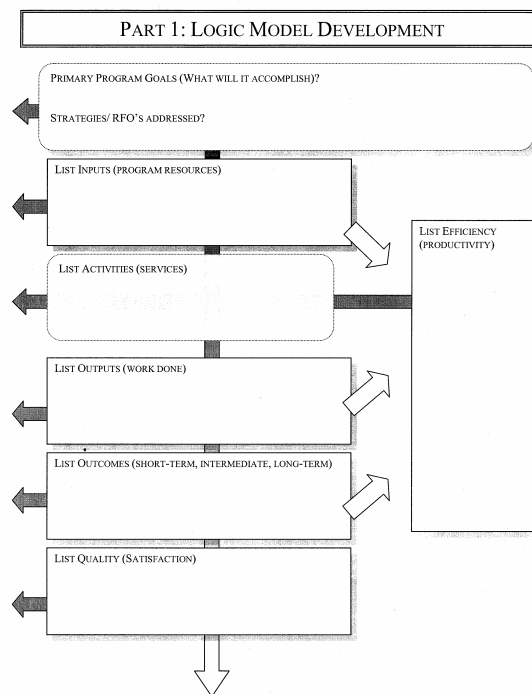 PART 1: LOGIC MODEL DEVELOPMENT
PRIMARY PROGRAM GOALS (WHAT WILL IT ACCOMPLISH)?
STRATEGIES/ RFO'S ADDRESSED?
LIST INPUTS (PROGRAM RESOURCES)
LIST EFFICIENCY
(PRODUCTIVITY)
LIST ACTIVITIES (SERVICES)
LIST OUTPUTS (WORK DONE)
LIST OUTCOMES (SHORT-TERM, INTERMEDIATE, LONG-TERM)
LIST QUALITY (SATISFACTION)